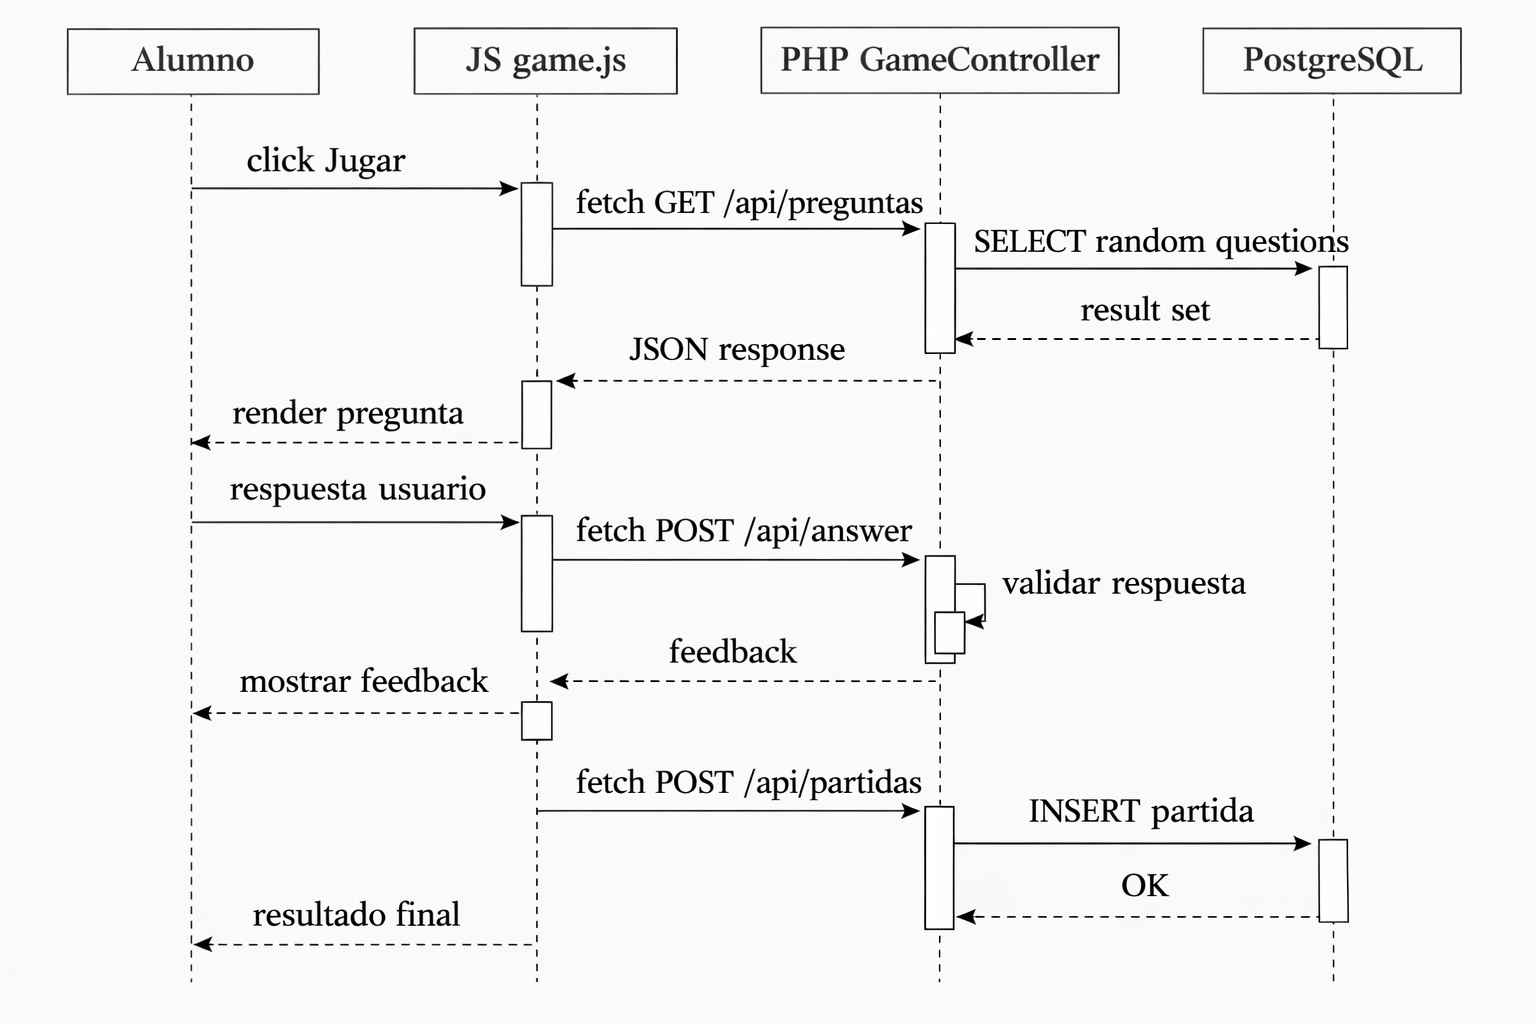 Alumno
JS game.js
PHP GameController
PostgreSQL
click Jugar
fetch GET /api/preguntas
SELECT random questions
result set
JSON response
render pregunta
respuesta usuario
fetch POST /api/answer
validar respuesta
feedback
mostrar feedback
fetch POST /api/partidas
INSERT partida
OK
resultado final